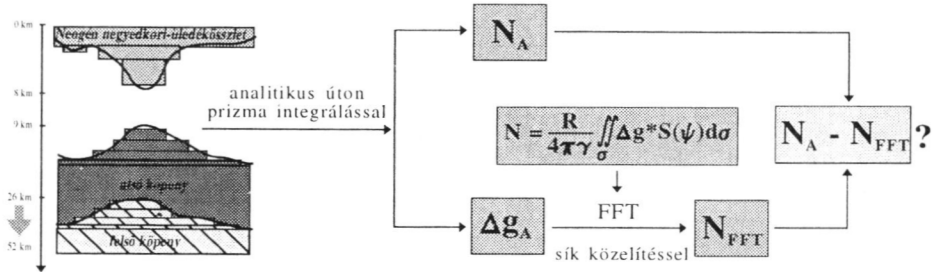 0 km
Neogén negyedkori-üledékösszlet
8 km
9 km
alsó köpeny
26 km
52 km
felső köpeny
analitikus úton
prizma integrálással
N_A
N = R/4πγ ∬_σ Δg*S(ψ)dσ
N_A - N_FFT ?
Δg_A
FFT
sík közelítéssel
N_FFT